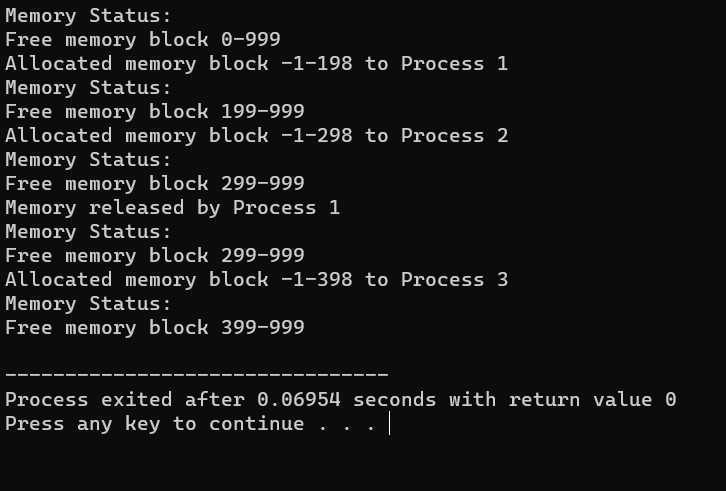 Memory Status:
Free memory block 0-999
Allocated memory block -1-198 to Process 1
Memory Status:
Free memory block 199-999
Allocated memory block -1-298 to Process 2
Memory Status:
Free memory block 299-999
Memory released by Process 1
Memory Status:
Free memory block 299-999
Allocated memory block -1-398 to Process 3
Memory Status:
Free memory block 399-999

--------------------------------
Process exited after 0.06954 seconds with return value 0
Press any key to continue . . .